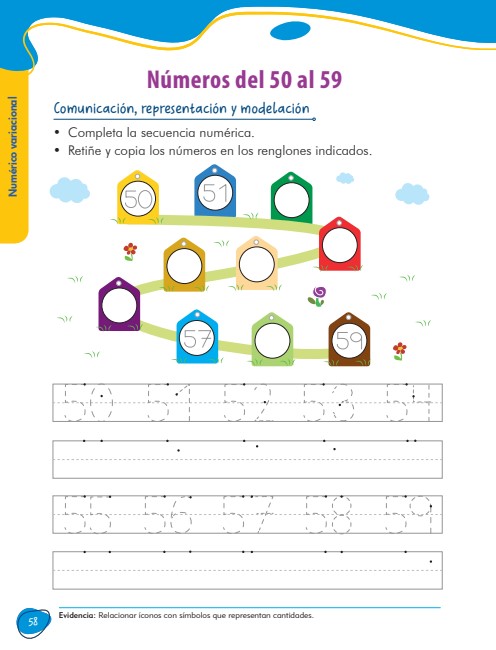 Números del 50 al 59
Numérico variacional
Comunicación, representación y modelación
• Completa la secuencia numérica.
• Retiñe y copia los números en los renglones indicados.
50 51
57 59
50 51 52 53 54
55 56 57 58 59
58
Evidencia: Relacionar íconos con símbolos que representan cantidades.